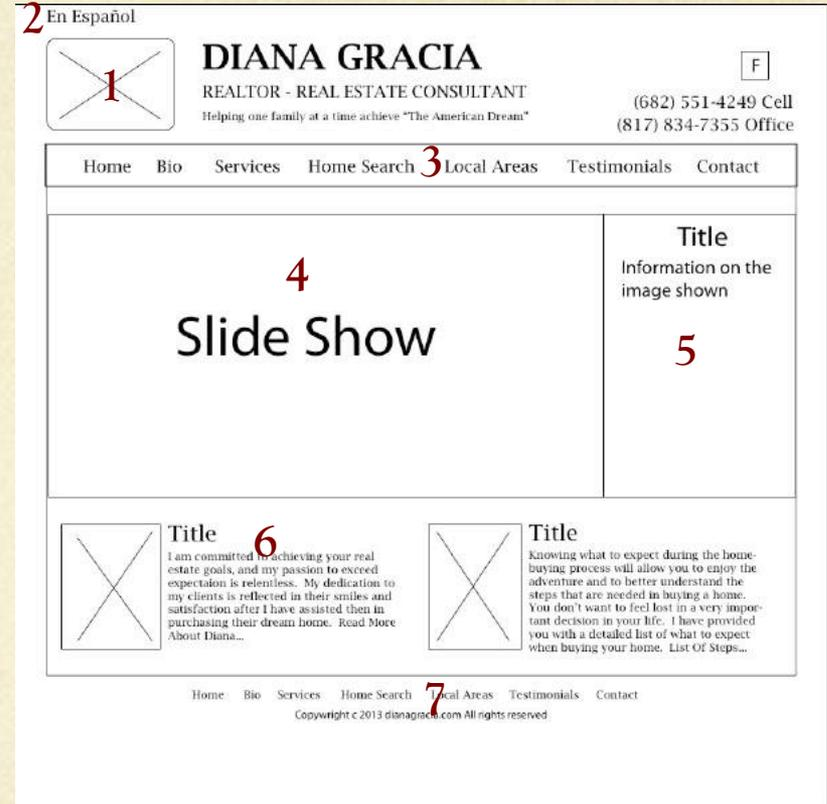 2 En Español
1
DIANA GRACIA
REALTOR - REAL ESTATE CONSULTANT
Helping one family at a time achieve "The American Dream"
F
(682) 551-4249 Cell
(817) 834-7355 Office
Home Bio Services Home Search 3 Local Areas Testimonials Contact
4
Slide Show
Title
Information on the
image shown
5
Title
6
I am committed to achieving your real
estate goals, and my passion to exceed
expectaion is relentless. My dedication to
my clients is reflected in their smiles and
satisfaction after I have assisted then in
purchasing their dream home. Read More
About Diana...
Title
Knowing what to expect during the home-
buying process will allow you to enjoy the
adventure and to better understand the
steps that are needed in buying a home.
You don't want to feel lost in a very impor-
tant decision in your life. I have provided
you with a detailed list of what to expect
when buying your home. List Of Steps...
Home Bio Services Home Search Local Areas Testimonials Contact
7
Copywright c 2013 dianagracia.com All rights reserved